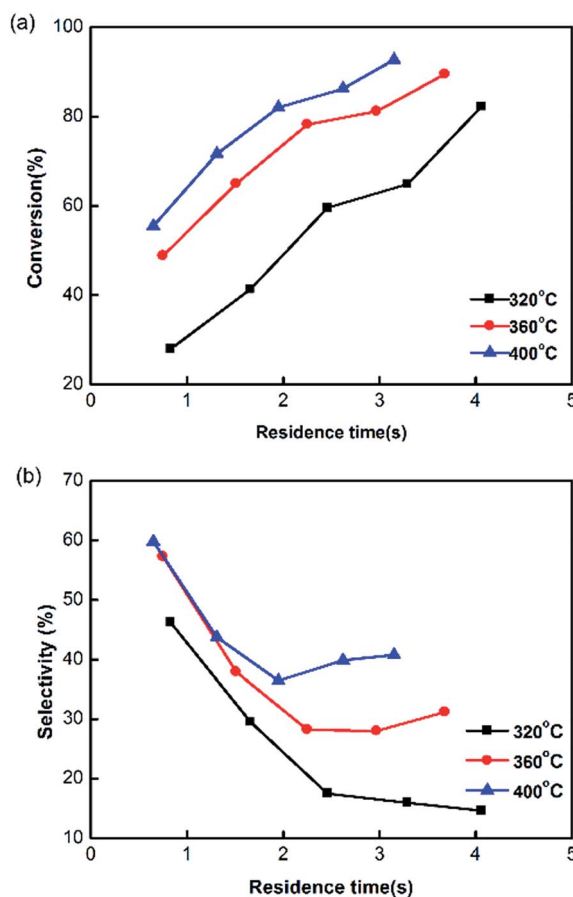 (a)
100
80
60
40
20
Conversion(%)
320°C
360°C
400°C
0 1 2 3 4 5
Residence time(s)
(b)
70
60
50
40
30
20
10
Selectivity (%)
320°C
360°C
400°C
0 1 2 3 4 5
Residence time(s)